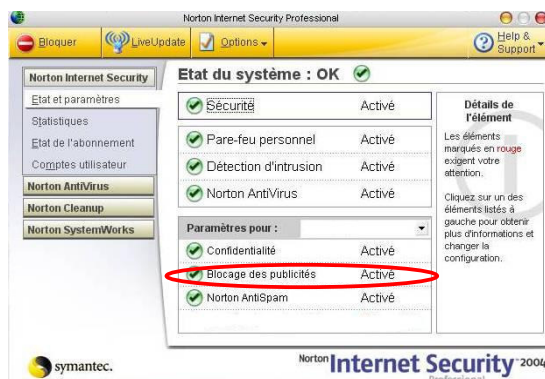 Norton Internet Security Professional
Bloquer
LiveUpdate
Options
Help & Support
Norton Internet Security
Etat et paramètres
Statistiques
Etat de l'abonnement
Comptes utilisateur
Norton AntiVirus
Norton Cleanup
Norton SystemWorks
Etat du système : OK
Sécurité Activé
Pare-feu personnel Activé
Détection d'intrusion Activé
Norton AntiVirus Activé
Paramètres pour :
Confidentialité Activé
Blocage des publicités Activé
Norton AntiSpam Activé
Détails de
l'élément
Les éléments
marqués en rouge
exigent votre
attention.
Cliquez sur un des
éléments listés à
gauche pour obtenir
plus d'informations et
changer la
configuration.
symantec.
Norton Internet Security 2004
Professional